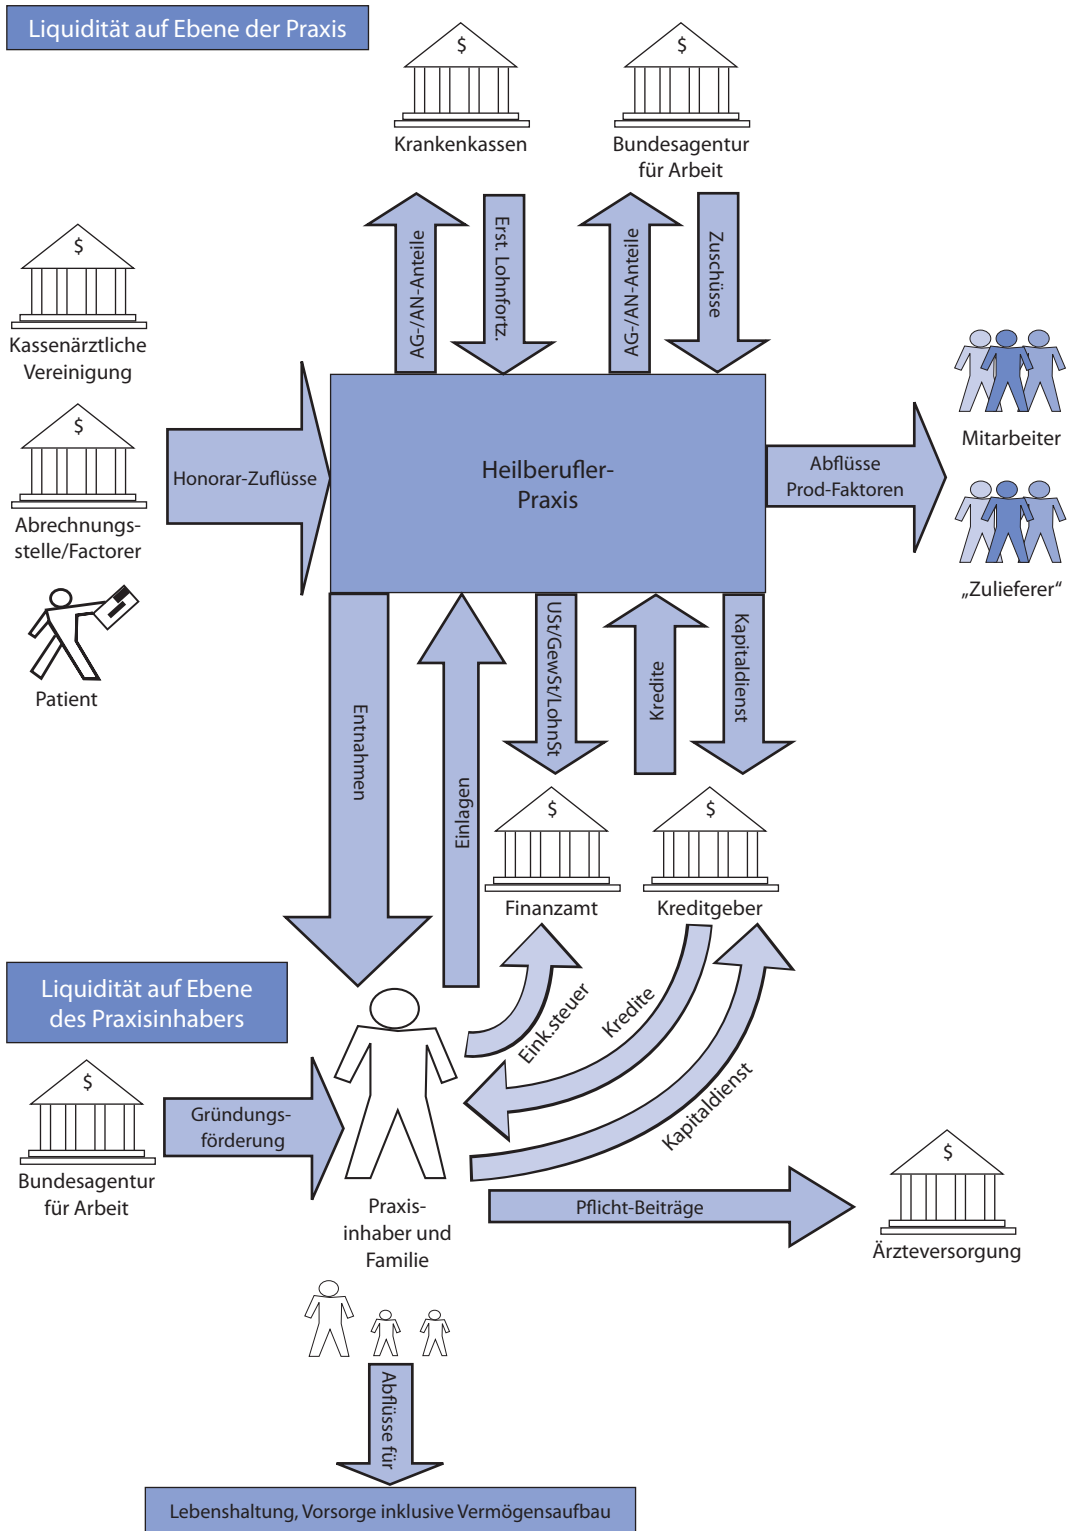 Liquidität auf Ebene der Praxis
$
$
Krankenkassen
Bundesagentur
für Arbeit
AG-/AN-Anteile
Erst. Lohnfortz.
AG-/AN-Anteile
Zuschüsse
$
Kassenärztliche
Vereinigung
$
Abrechnungs-
stelle/Factorer
Patient
Honorar-Zuflüsse
Heilberufler-
Praxis
Abflüsse
Prod-Faktoren
Mitarbeiter
„Zulieferer“
Entnahmen
Einlagen
USt/GewSt/LohnSt
Kredite
Kapitaldienst
$
$
Finanzamt
Kreditgeber
Liquidität auf Ebene
des Praxisinhabers
Eink.steuer
Kredite
Kapitaldienst
$
Bundesagentur
für Arbeit
Gründungs-
förderung
Praxis-
inhaber und
Familie
Pflicht-Beiträge
$
Ärzteversorgung
Abflüsse für
Lebenshaltung, Vorsorge inklusive Vermögensaufbau